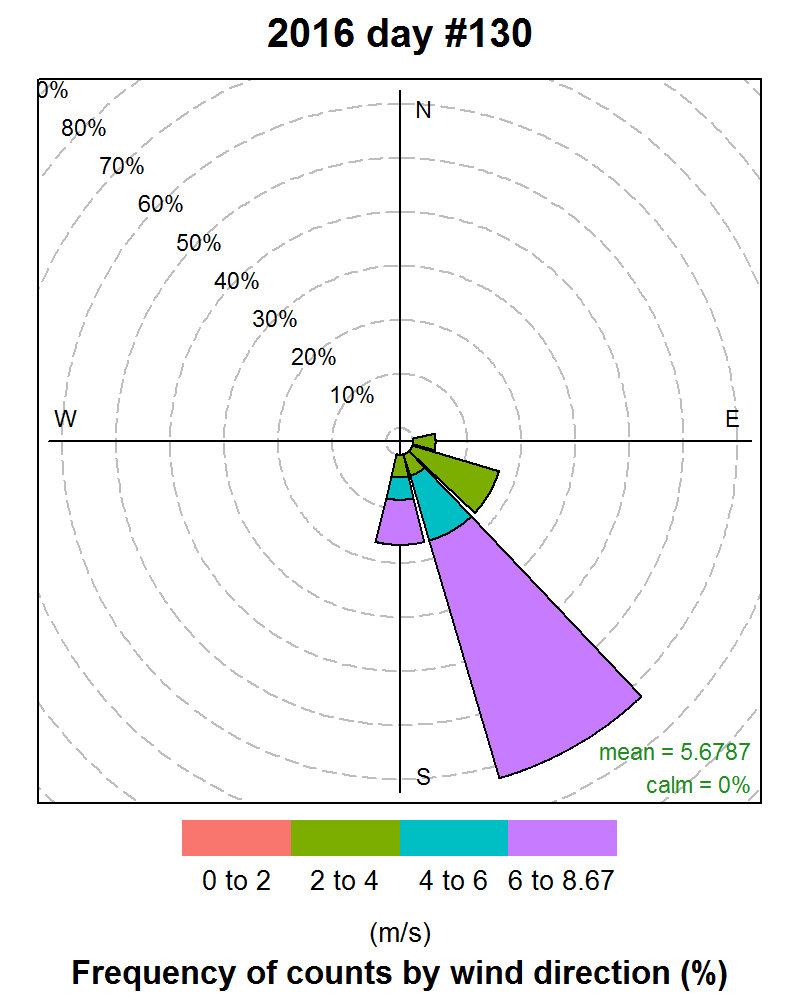 2016 day #130
0%
80%
70%
60%
50%
40%
30%
20%
10%
N
W
E
S
mean = 5.6787
calm = 0%
0 to 2 2 to 4 4 to 6 6 to 8.67
(m/s)
Frequency of counts by wind direction (%)